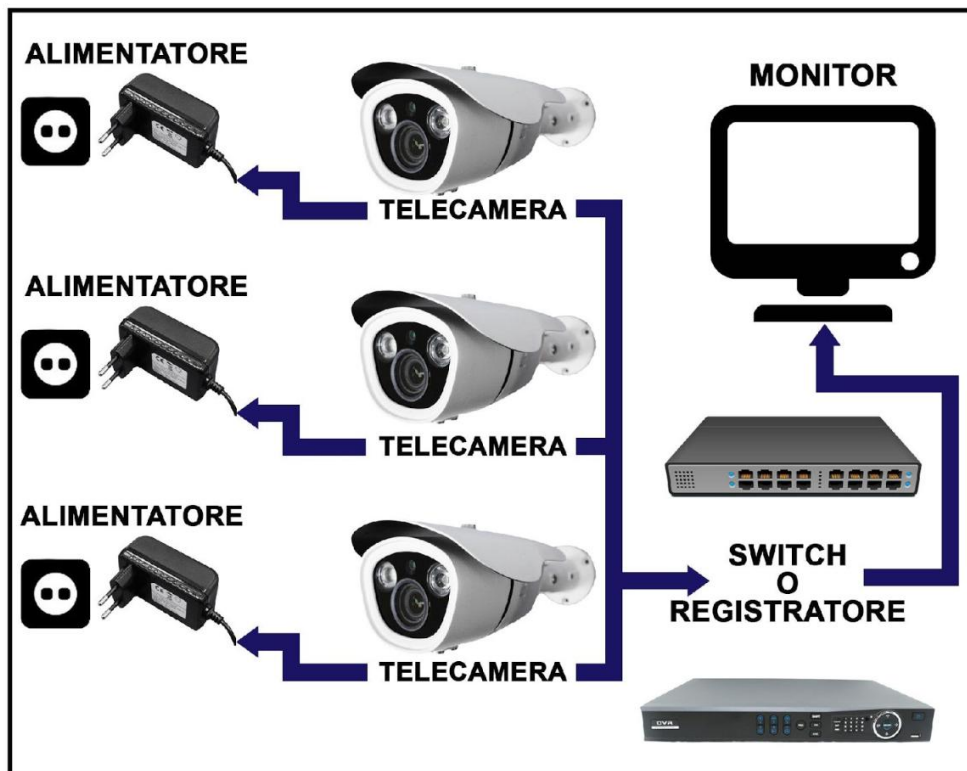 ALIMENTATORE
TELECAMERA
ALIMENTATORE
TELECAMERA
ALIMENTATORE
TELECAMERA
MONITOR
SWITCH
O
REGISTRATORE
DVR